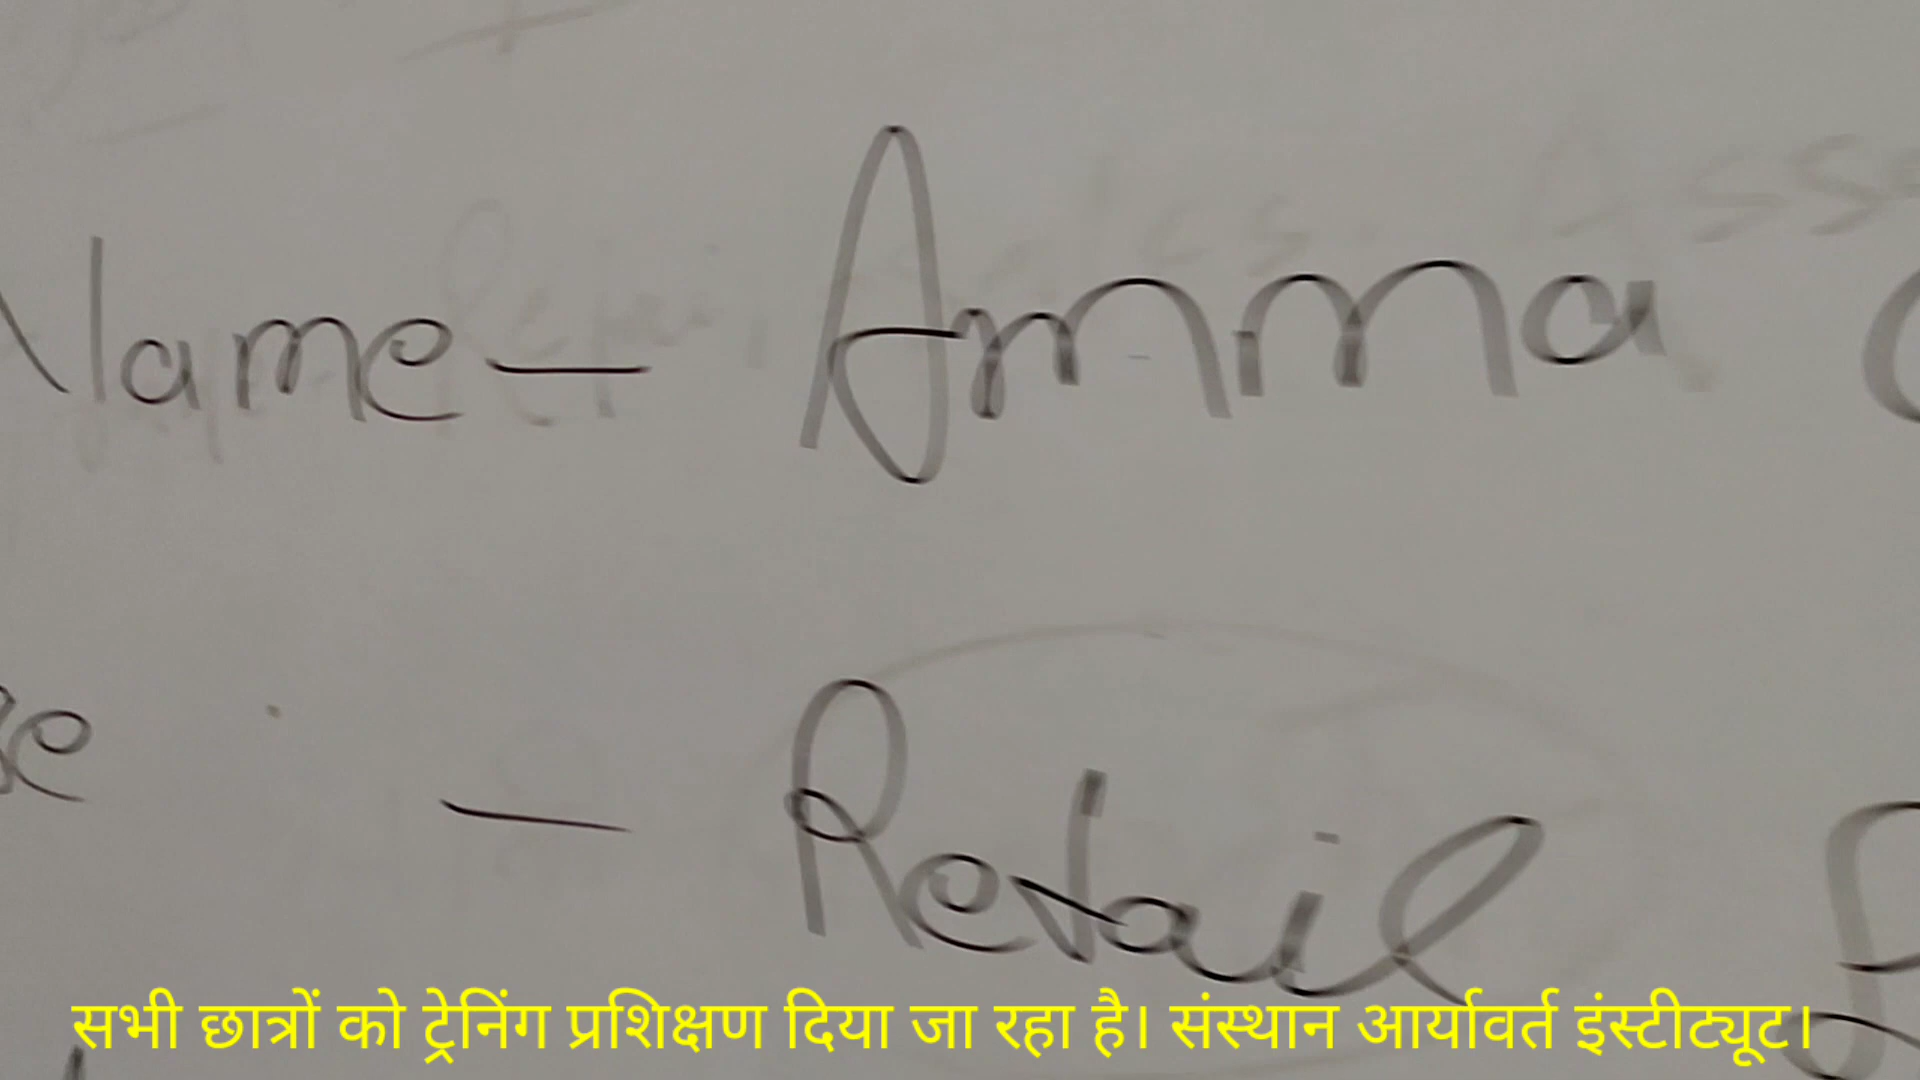 Name - Amma
- Retail
सभी छात्रों को ट्रेनिंग प्रशिक्षण दिया जा रहा है। संस्थान आर्यावर्त इंस्टीट्यूट।